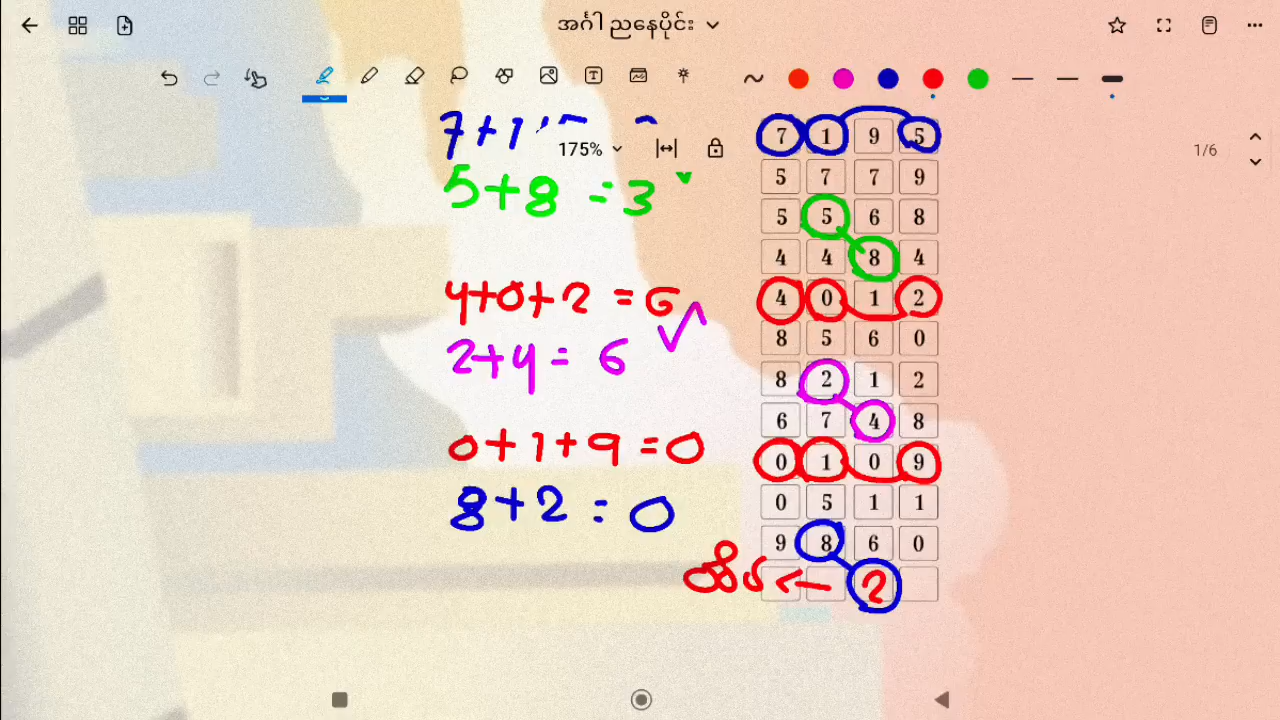 အင်္ဂါ ညနေပိုင်း
175%
1/6
7+1
5+8 =3
4+0+2 =6
2+4= 6
0+1+9=0
8+2=0
7 1 9 5
5 7 7 9
5 5 6 8
4 4 8 4
4 0 1 2
8 5 6 0
8 2 1 2
6 7 4 8
0 1 0 9
0 5 1 1
9 8 6 0
2